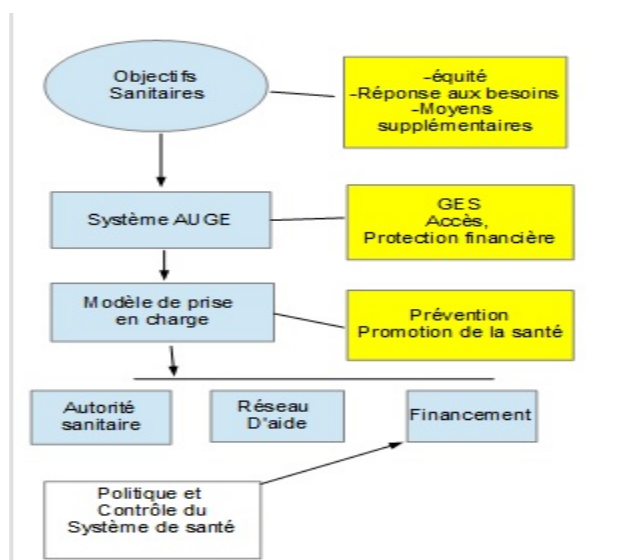 Objectifs
Sanitaires
-équité
-Réponse aux besoins
-Moyens
supplémentaires
Système AUGE
GES
Accès,
Protection financière
Modèle de prise
en charge
Prévention
Promotion de la santé
Autorité
sanitaire
Réseau
D'aide
Financement
Politique et
Contrôle du
Système de santé